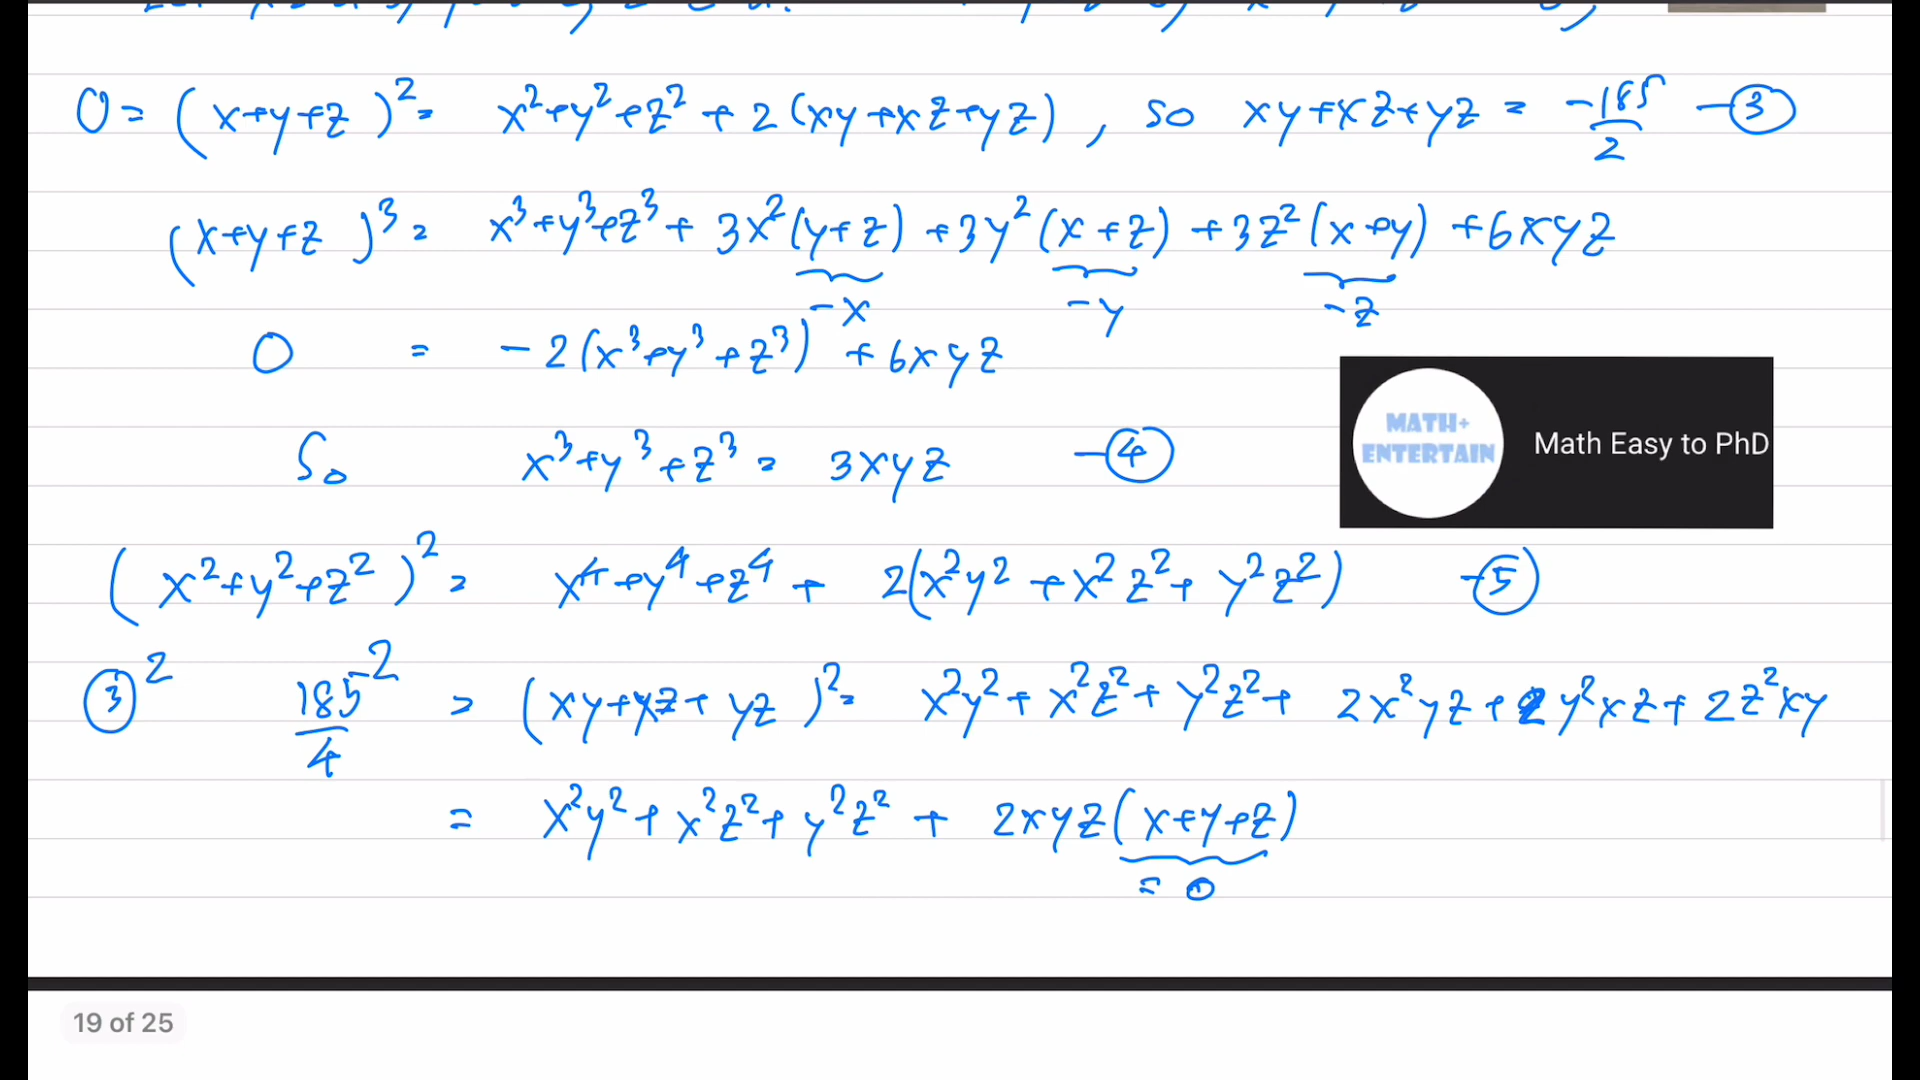 0 = (x+y+z)² = x²+y²+z² + 2(xy+xz+yz), so xy+xz+yz = -185/2 —③
(x+y+z)³ = x³+y³+z³ + 3x²(y+z) + 3y²(x+z) + 3z²(x+y) + 6xyz
-x -y -z
0 = -2(x³+y³+z³) + 6xyz
So x³+y³+z³ = 3xyz —④
MATH+
ENTERTAIN
Math Easy to PhD
(x²+y²+z²)² = x⁴+y⁴+z⁴ + 2(x²y²+x²z²+y²z²) —⑤
③² 185²/4 = (xy+xz+yz)² = x²y²+x²z²+y²z²+ 2x²yz+2y²xz+2z²xy
= x²y²+x²z²+y²z² + 2xyz(x+y+z)
= 0
19 of 25